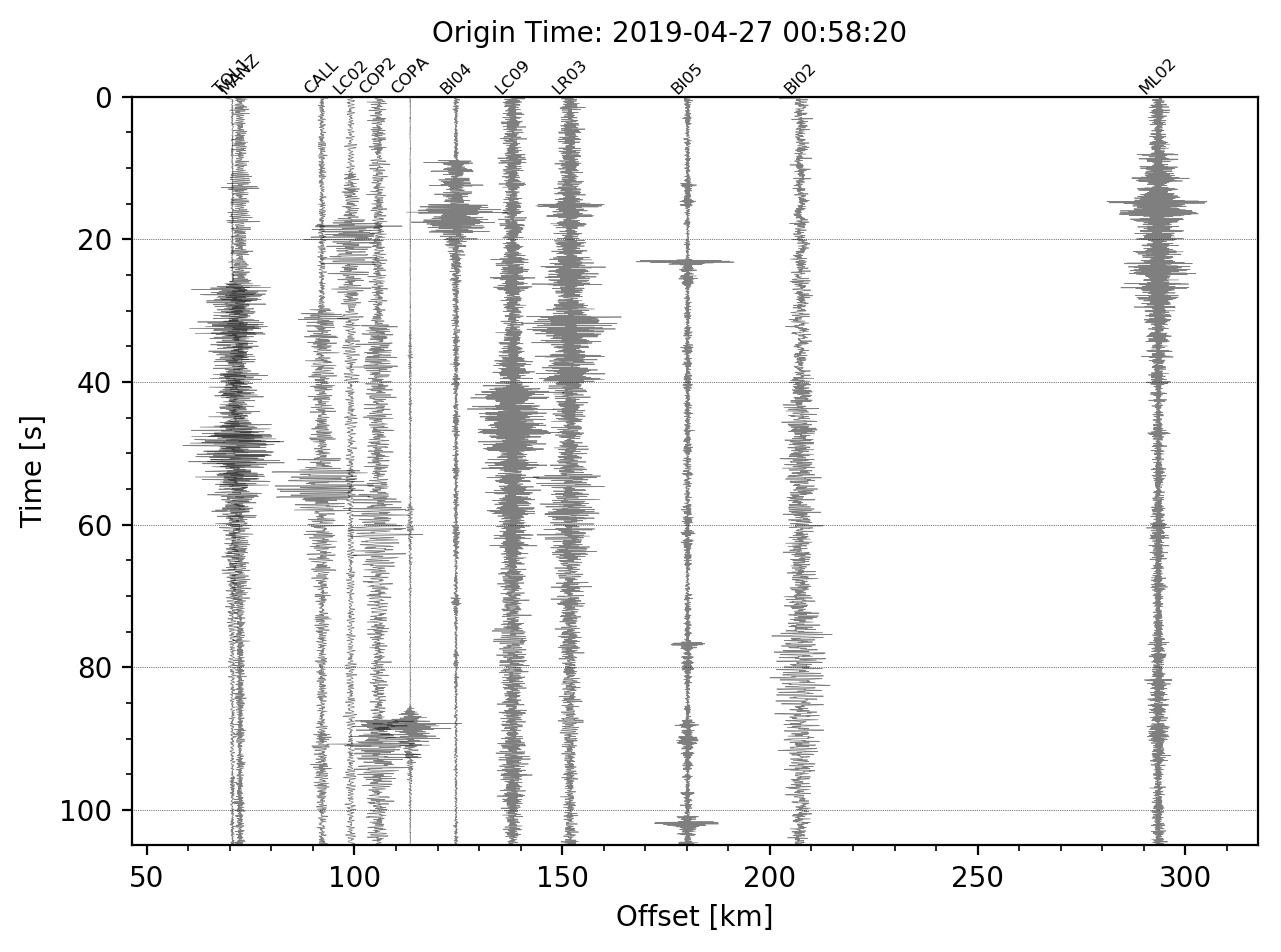 Origin Time: 2019-04-27 00:58:20
MANZ CALL LC02 COP2 COPA BI04 LC09 LR03 BI05 BI02 ML02
0
20
40
60
80
100
Time [s]
50 100 150 200 250 300
Offset [km]